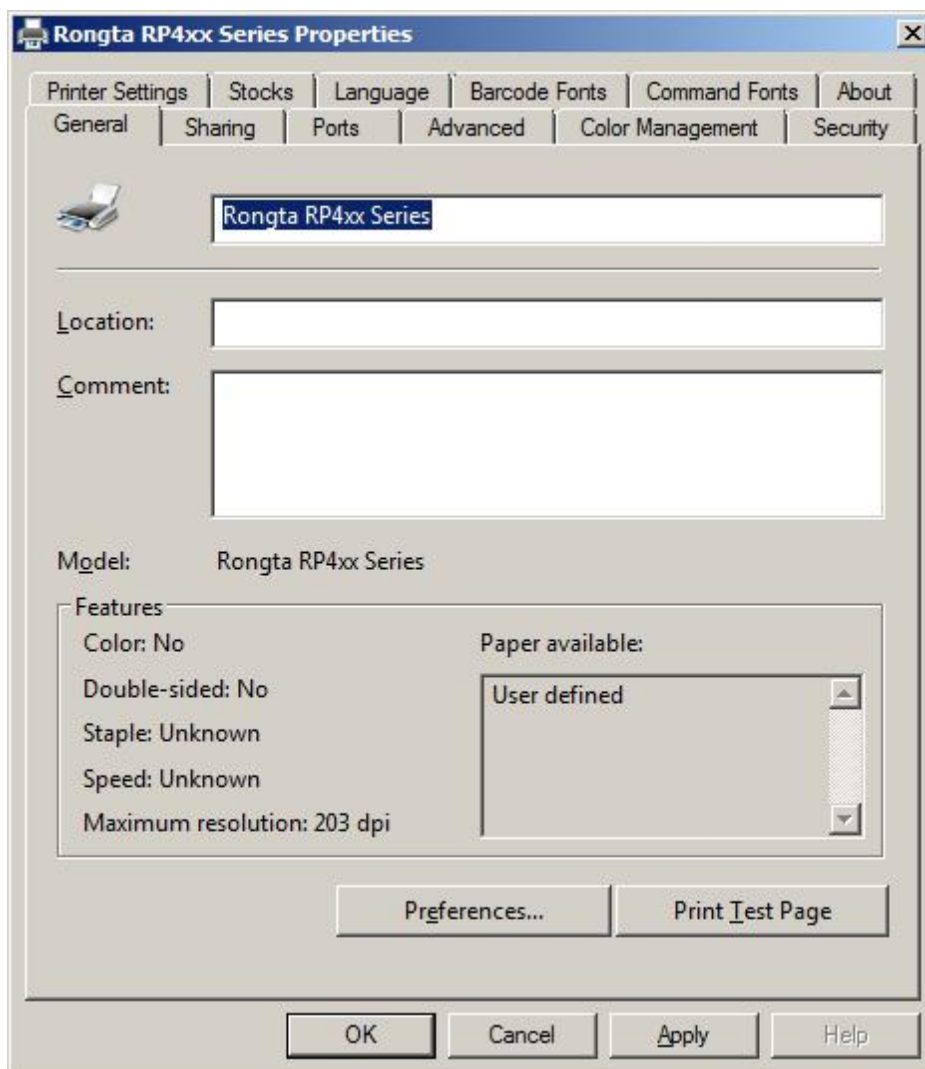 Rongta RP4xx Series Properties
Printer Settings Stocks Language Barcode Fonts Command Fonts About
General Sharing Ports Advanced Color Management Security
Rongta RP4xx Series
Location:
Comment:
Model: Rongta RP4xx Series
Features
Color: No Paper available:
Double-sided: No User defined
Staple: Unknown
Speed: Unknown
Maximum resolution: 203 dpi
Preferences... Print Test Page
OK Cancel Apply Help